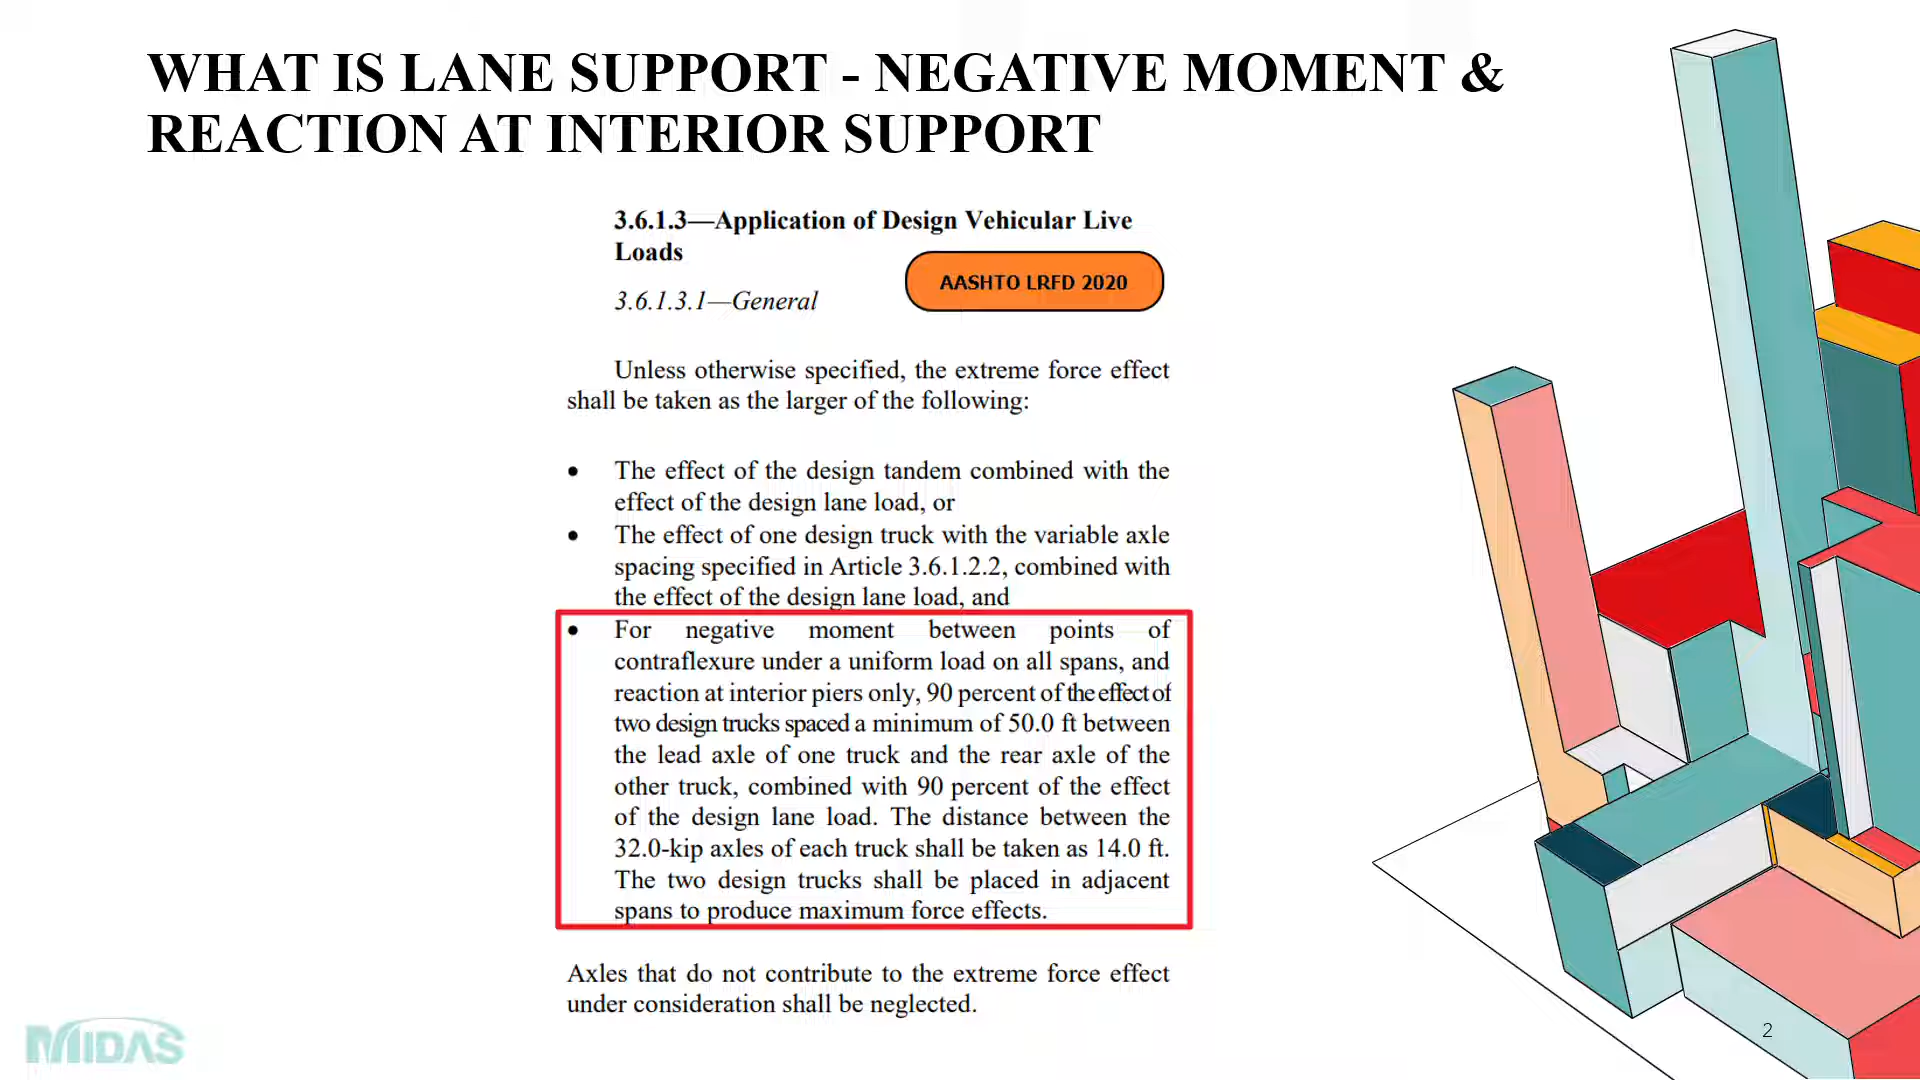 WHAT IS LANE SUPPORT - NEGATIVE MOMENT &
REACTION AT INTERIOR SUPPORT
3.6.1.3—Application of Design Vehicular Live
Loads
AASHTO LRFD 2020
3.6.1.3.1—General
Unless otherwise specified, the extreme force effect
shall be taken as the larger of the following:
• The effect of the design tandem combined with the
effect of the design lane load, or
• The effect of one design truck with the variable axle
spacing specified in Article 3.6.1.2.2, combined with
the effect of the design lane load, and
• For negative moment between points of
contraflexure under a uniform load on all spans, and
reaction at interior piers only, 90 percent of the effect of
two design trucks spaced a minimum of 50.0 ft between
the lead axle of one truck and the rear axle of the
other truck, combined with 90 percent of the effect
of the design lane load. The distance between the
32.0-kip axles of each truck shall be taken as 14.0 ft.
The two design trucks shall be placed in adjacent
spans to produce maximum force effects.
Axles that do not contribute to the extreme force effect
under consideration shall be neglected.
MIDAS
2